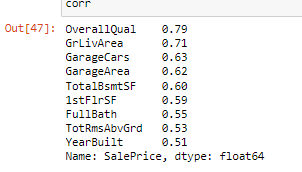 corr
Out[47]: OverallQual 0.79
GrLivArea 0.71
GarageCars 0.63
GarageArea 0.62
TotalBsmtSF 0.60
1stFlrSF 0.59
FullBath 0.55
TotRmsAbvGrd 0.53
YearBuilt 0.51
Name: SalePrice, dtype: float64